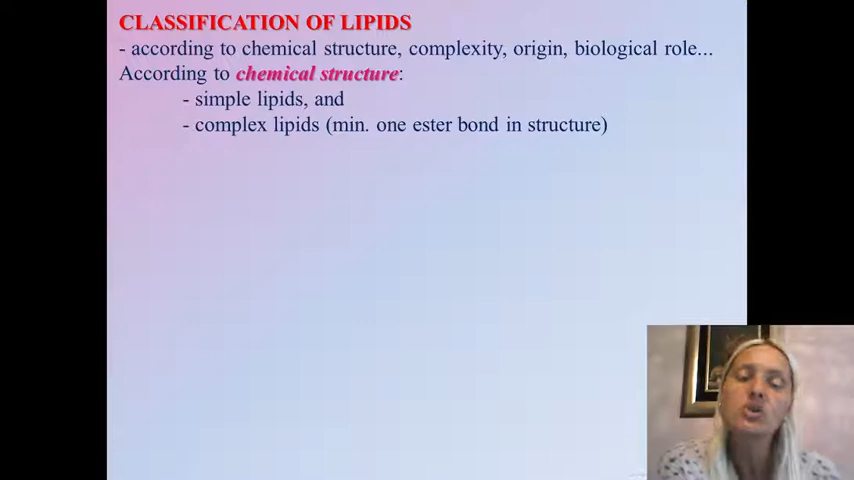 CLASSIFICATION OF LIPIDS
- according to chemical structure, complexity, origin, biological role...
According to chemical structure:
- simple lipids, and
- complex lipids (min. one ester bond in structure)